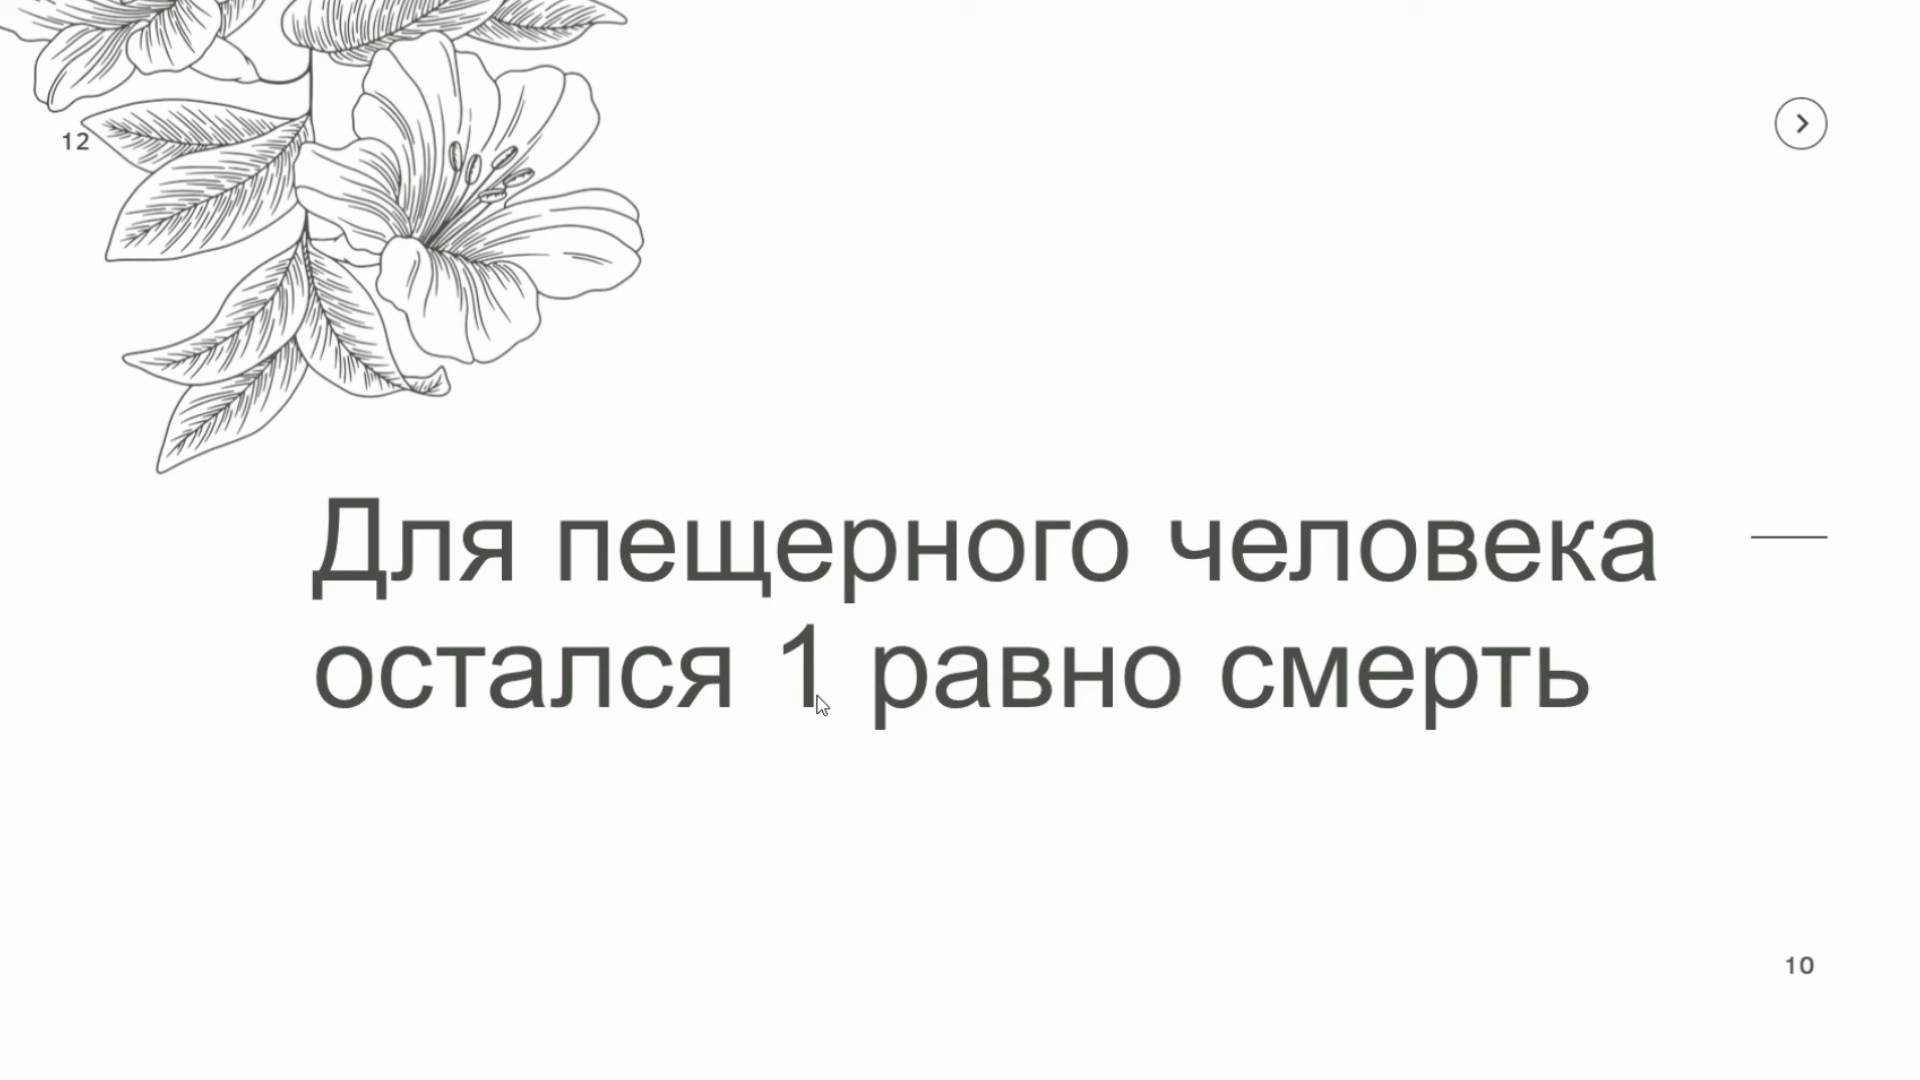 12
Для пещерного человека
остался 1 равно смерть
10